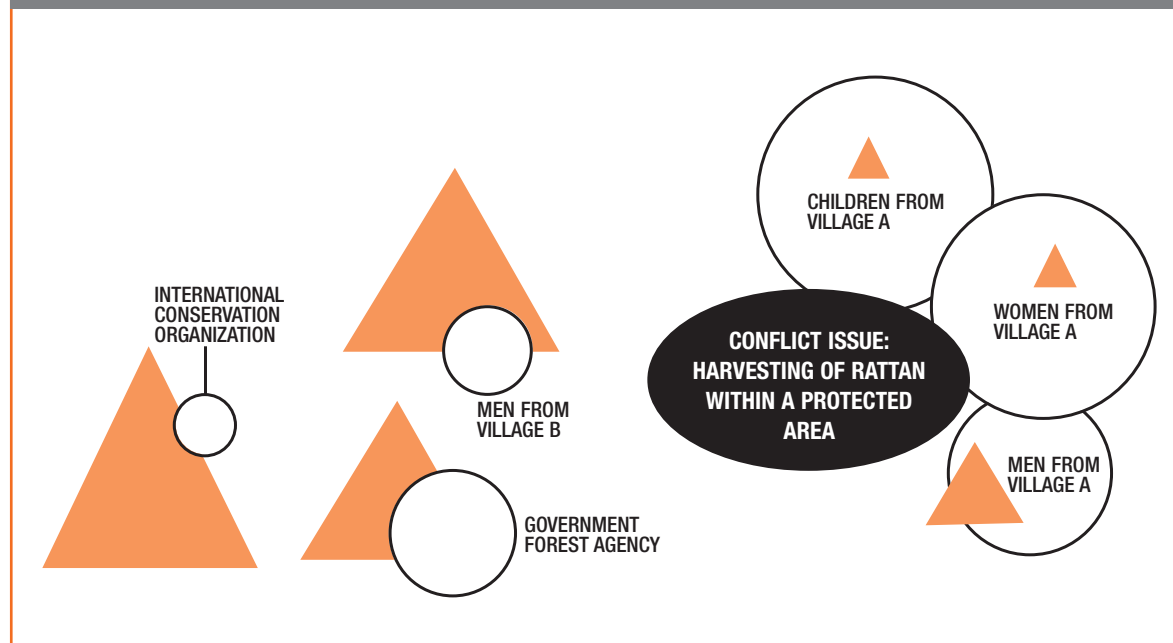 INTERNATIONAL
CONSERVATION
ORGANIZATION
MEN FROM
VILLAGE B
GOVERNMENT
FOREST AGENCY
CHILDREN FROM
VILLAGE A
WOMEN FROM
VILLAGE A
CONFLICT ISSUE:
HARVESTING OF RATTAN
WITHIN A PROTECTED
AREA
MEN FROM
VILLAGE A